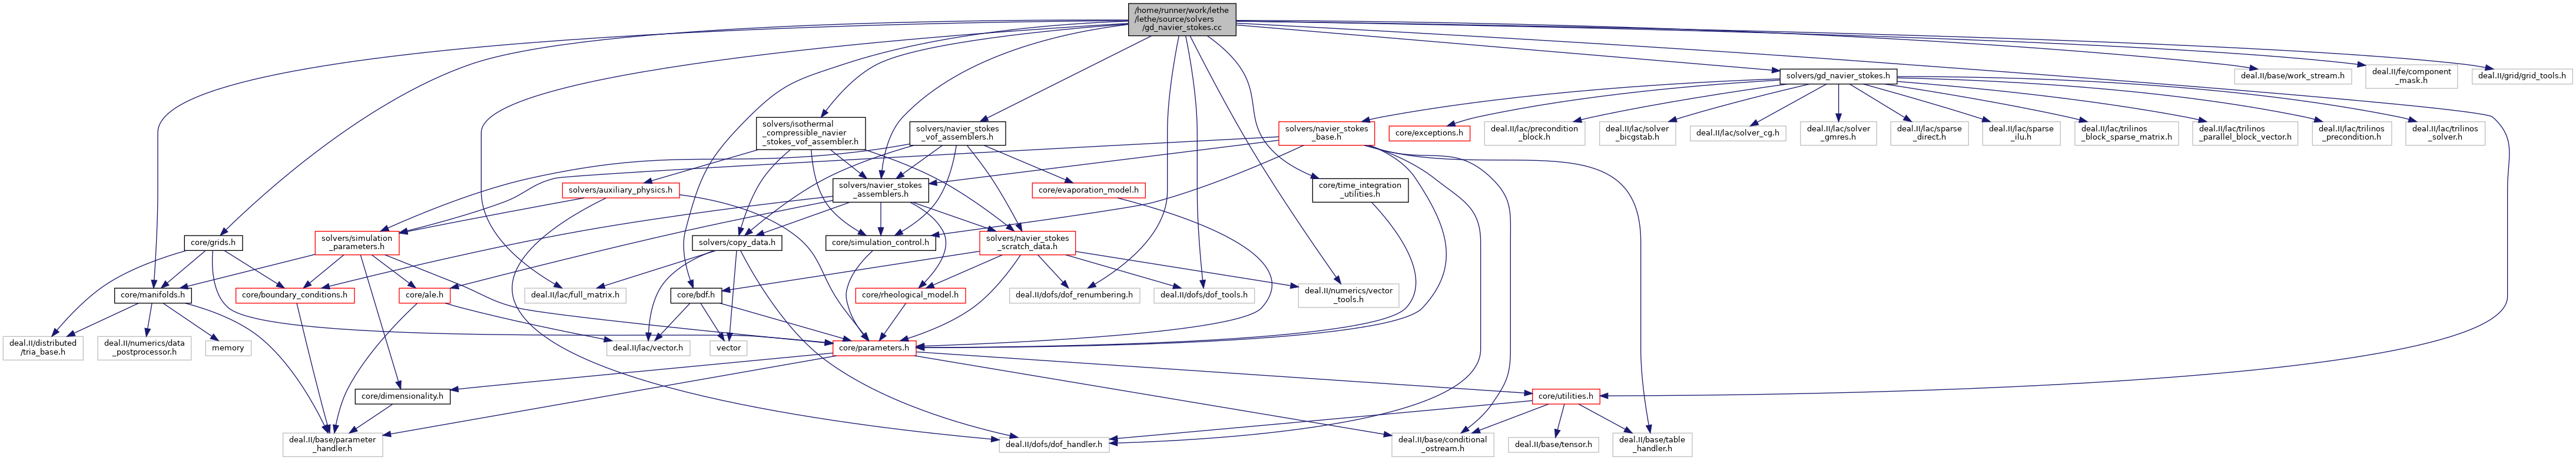 /home/runner/work/lethe
/lethe/source/solvers
/gd_navier_stokes.cc
solvers/gd_navier_stokes.h
deal.II/base/work_stream.h
deal.II/fe/component
_mask.h
deal.II/grid/grid_tools.h
solvers/isothermal
_compressible_navier
_stokes_vof_assembler.h
solvers/navier_stokes
_vof_assemblers.h
solvers/navier_stokes
_base.h
core/exceptions.h
deal.II/lac/precondition
_block.h
deal.II/lac/solver
_bicgstab.h
deal.II/lac/solver_cg.h
deal.II/lac/solver
_gmres.h
deal.II/lac/sparse
_direct.h
deal.II/lac/sparse
_ilu.h
deal.II/lac/trilinos
_block_sparse_matrix.h
deal.II/lac/trilinos
_parallel_block_vector.h
deal.II/lac/trilinos
_precondition.h
deal.II/lac/trilinos
_solver.h
solvers/auxiliary_physics.h
solvers/navier_stokes
_assemblers.h
core/evaporation_model.h
core/time_integration
_utilities.h
core/grids.h
solvers/simulation
_parameters.h
solvers/copy_data.h
core/simulation_control.h
solvers/navier_stokes
_scratch_data.h
core/manifolds.h
core/boundary_conditions.h
core/ale.h
deal.II/lac/full_matrix.h
core/bdf.h
core/rheological_model.h
deal.II/dofs/dof_renumbering.h
deal.II/dofs/dof_tools.h
deal.II/numerics/vector
_tools.h
deal.II/distributed
/tria_base.h
deal.II/numerics/data
_postprocessor.h
memory
deal.II/lac/vector.h
vector
core/parameters.h
core/dimensionality.h
core/utilities.h
deal.II/base/parameter
_handler.h
deal.II/dofs/dof_handler.h
deal.II/base/conditional
_ostream.h
deal.II/base/tensor.h
deal.II/base/table
_handler.h